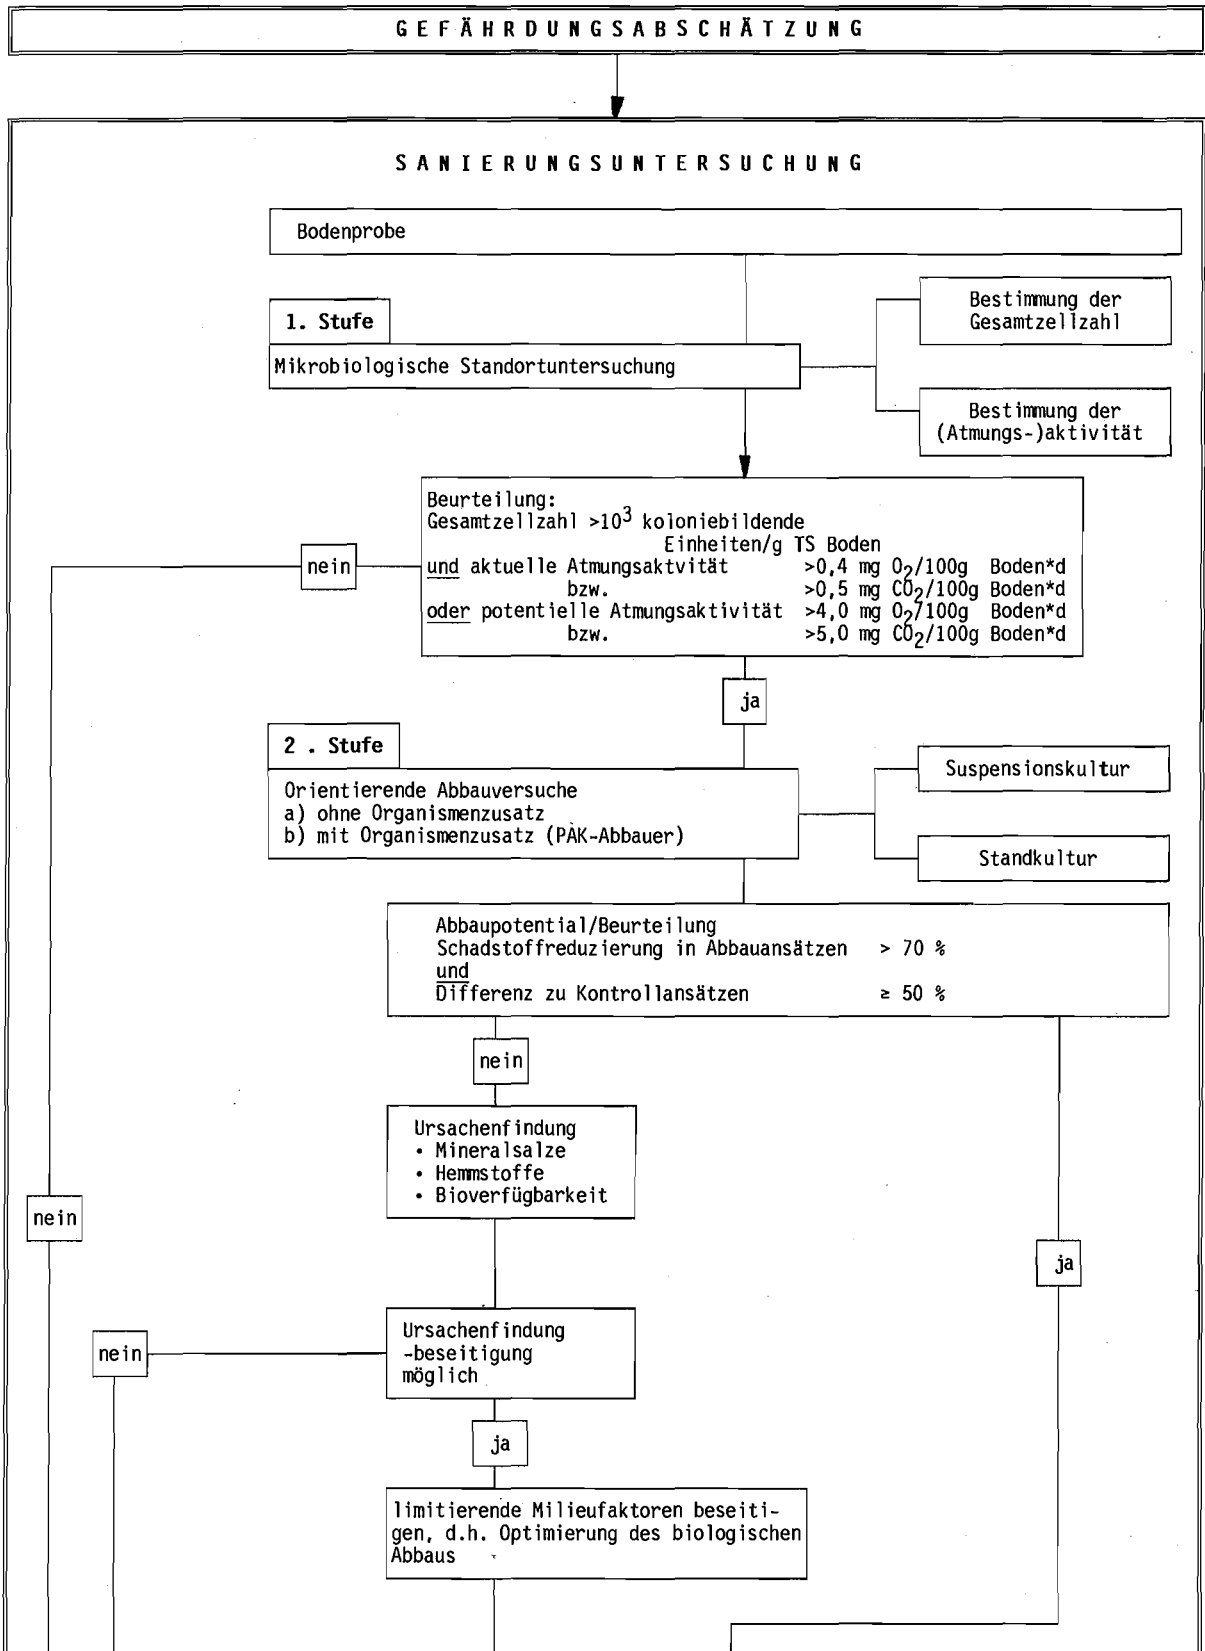 GEFÄHRDUNGSABSCHÄTZUNG
SANIERUNGSUNTERSUCHUNG
Bodenprobe
1. Stufe
Mikrobiologische Standortuntersuchung
Bestimmung der
Gesamtzellzahl
Bestimmung der
(Atmungs-)aktivität
Beurteilung:
Gesamtzellzahl >10³ koloniebildende
Einheiten/g TS Boden
und aktuelle Atmungsaktvität >0,4 mg O₂/100g Boden*d
bzw. >0,5 mg CO₂/100g Boden*d
oder potentielle Atmungsaktivität >4,0 mg O₂/100g Boden*d
bzw. >5,0 mg CO₂/100g Boden*d
nein
ja
2 . Stufe
Orientierende Abbauversuche
a) ohne Organismenzusatz
b) mit Organismenzusatz (PAK-Abbauer)
Suspensionskultur
Standkultur
Abbaupotential/Beurteilung
Schadstoffreduzierung in Abbauansätzen > 70 %
und
Differenz zu Kontrollansätzen ≥ 50 %
nein
Ursachenfindung
• Mineralsalze
• Hemmstoffe
• Bioverfügbarkeit
nein
ja
Ursachenfindung
-beseitigung
möglich
nein
ja
limitierende Milieufaktoren beseiti-
gen, d.h. Optimierung des biologischen
Abbaus